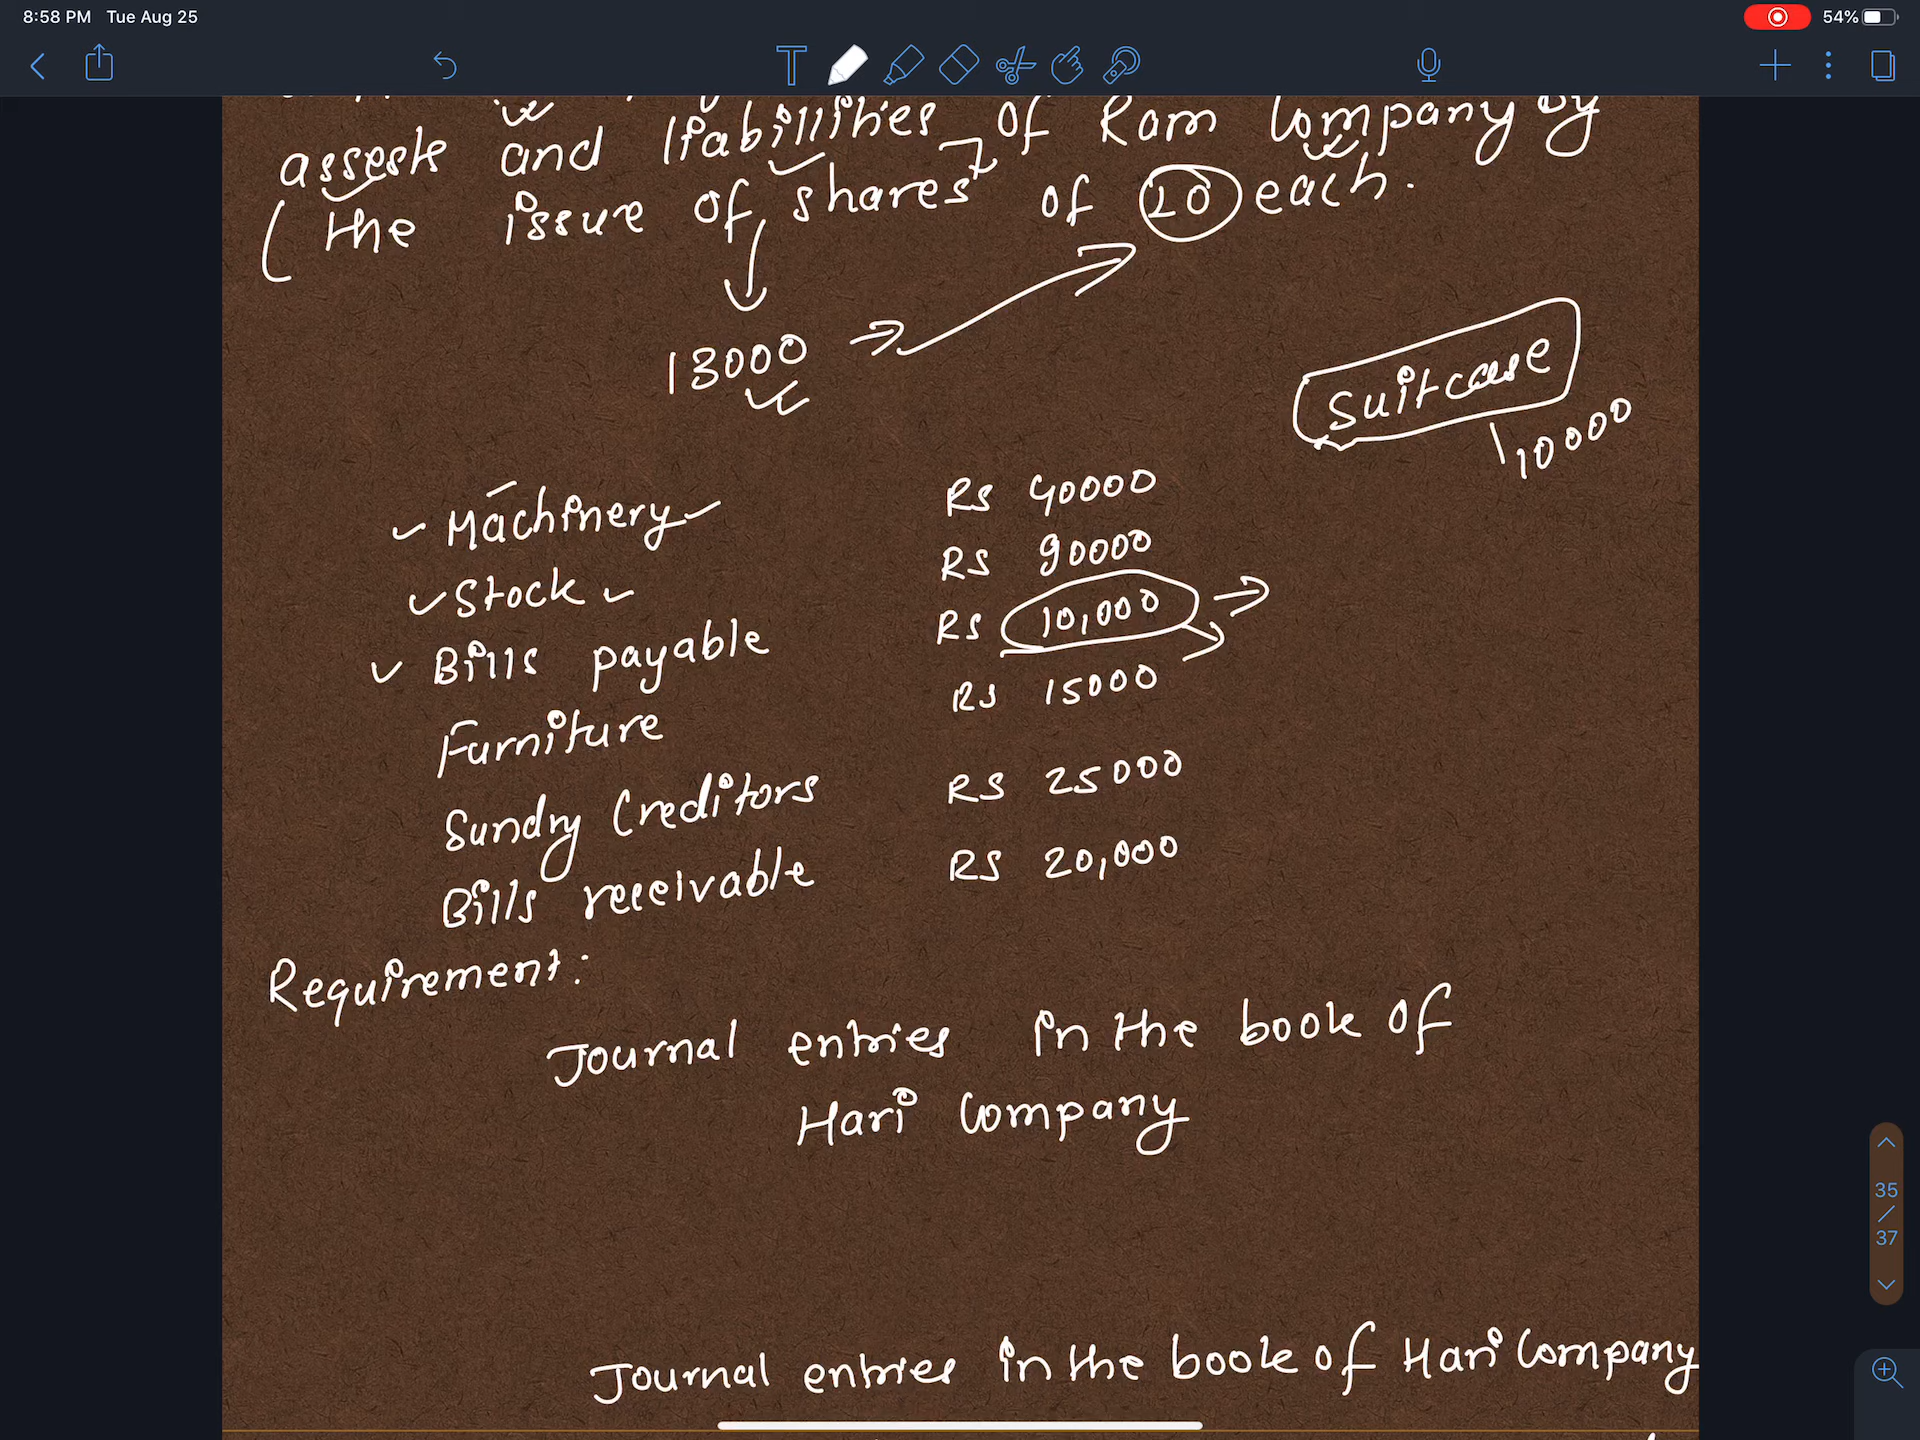 8:58 PM Tue Aug 25
54%
assests and liabilities of Ram Company by
the issue of shares of 20 each.
13000
Suitcase
10000
Machinery Rs 40000
Stock Rs 90000
Bills payable Rs 10,000
Furniture Rs 15000
Sundry Creditors Rs 25000
Bills receivable Rs 20,000
Requirement:
Journal entries in the book of
Hari Company
35
/
37
Journal entries in the book of Hari Company